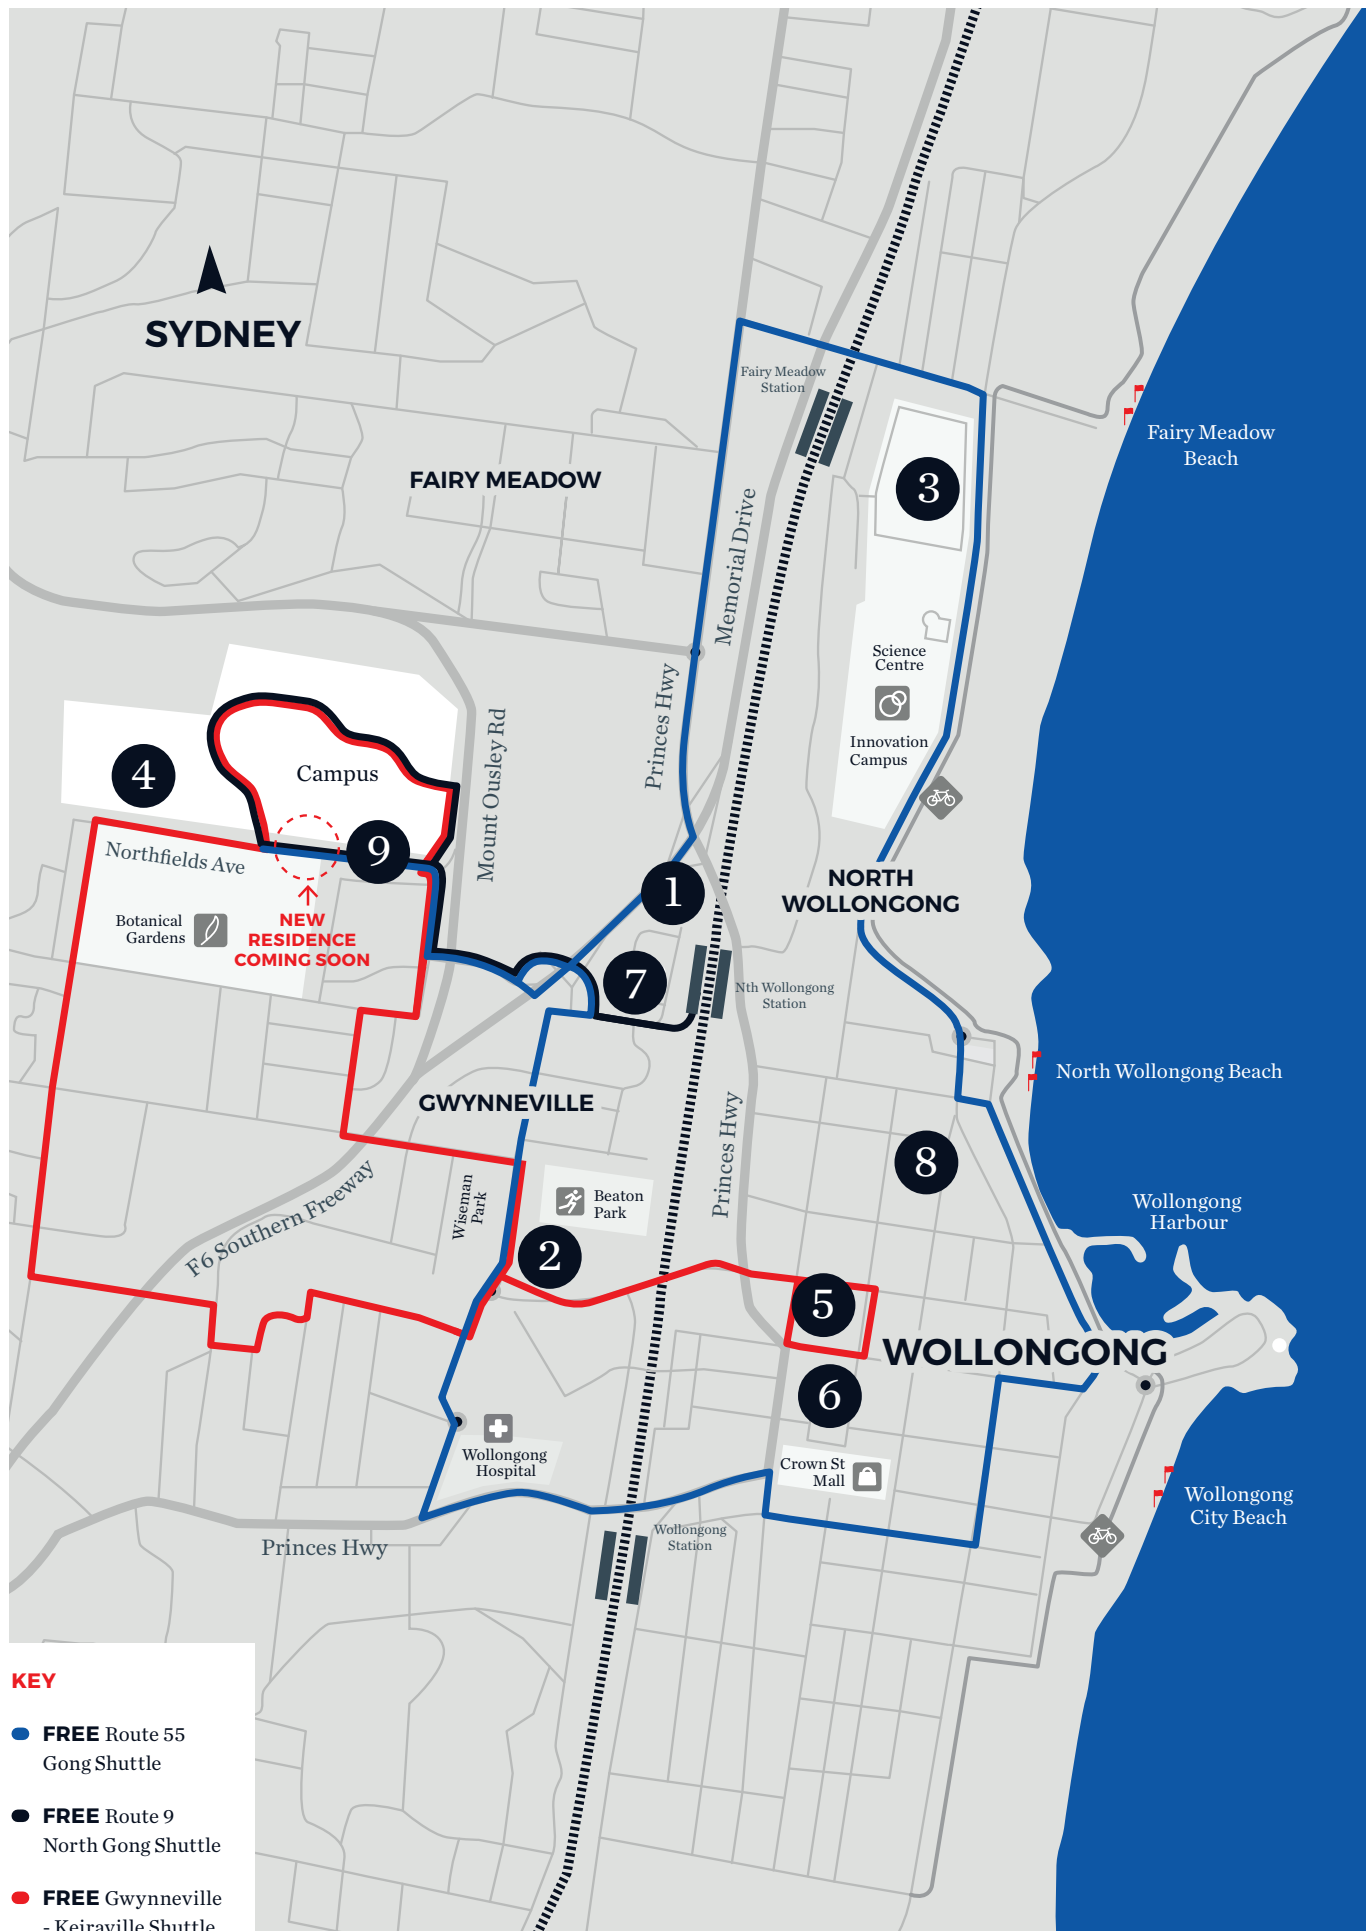 SYDNEY
Fairy Meadow
Station
Fairy Meadow
Beach
FAIRY MEADOW
3
Memorial Drive
Science
Centre
Princes Hwy
Mount Ousley Rd
Innovation
Campus
4
Campus
Northfields Ave
9
1
NORTH
WOLLONGONG
Botanical
Gardens
NEW
RESIDENCE
COMING SOON
7
Nth Wollongong
Station
North Wollongong Beach
GWYNNEVILLE
Princes Hwy
8
F6 Southern Freeway
Wiseman
Park
Beaton
Park
Wollongong
Harbour
2
5
WOLLONGONG
6
Wollongong
Hospital
Crown St
Mall
Wollongong
City Beach
Princes Hwy
Wollongong
Station
KEY
FREE Route 55
Gong Shuttle
FREE Route 9
North Gong Shuttle
FREE Gwynneville
- Keiraville Shuttle